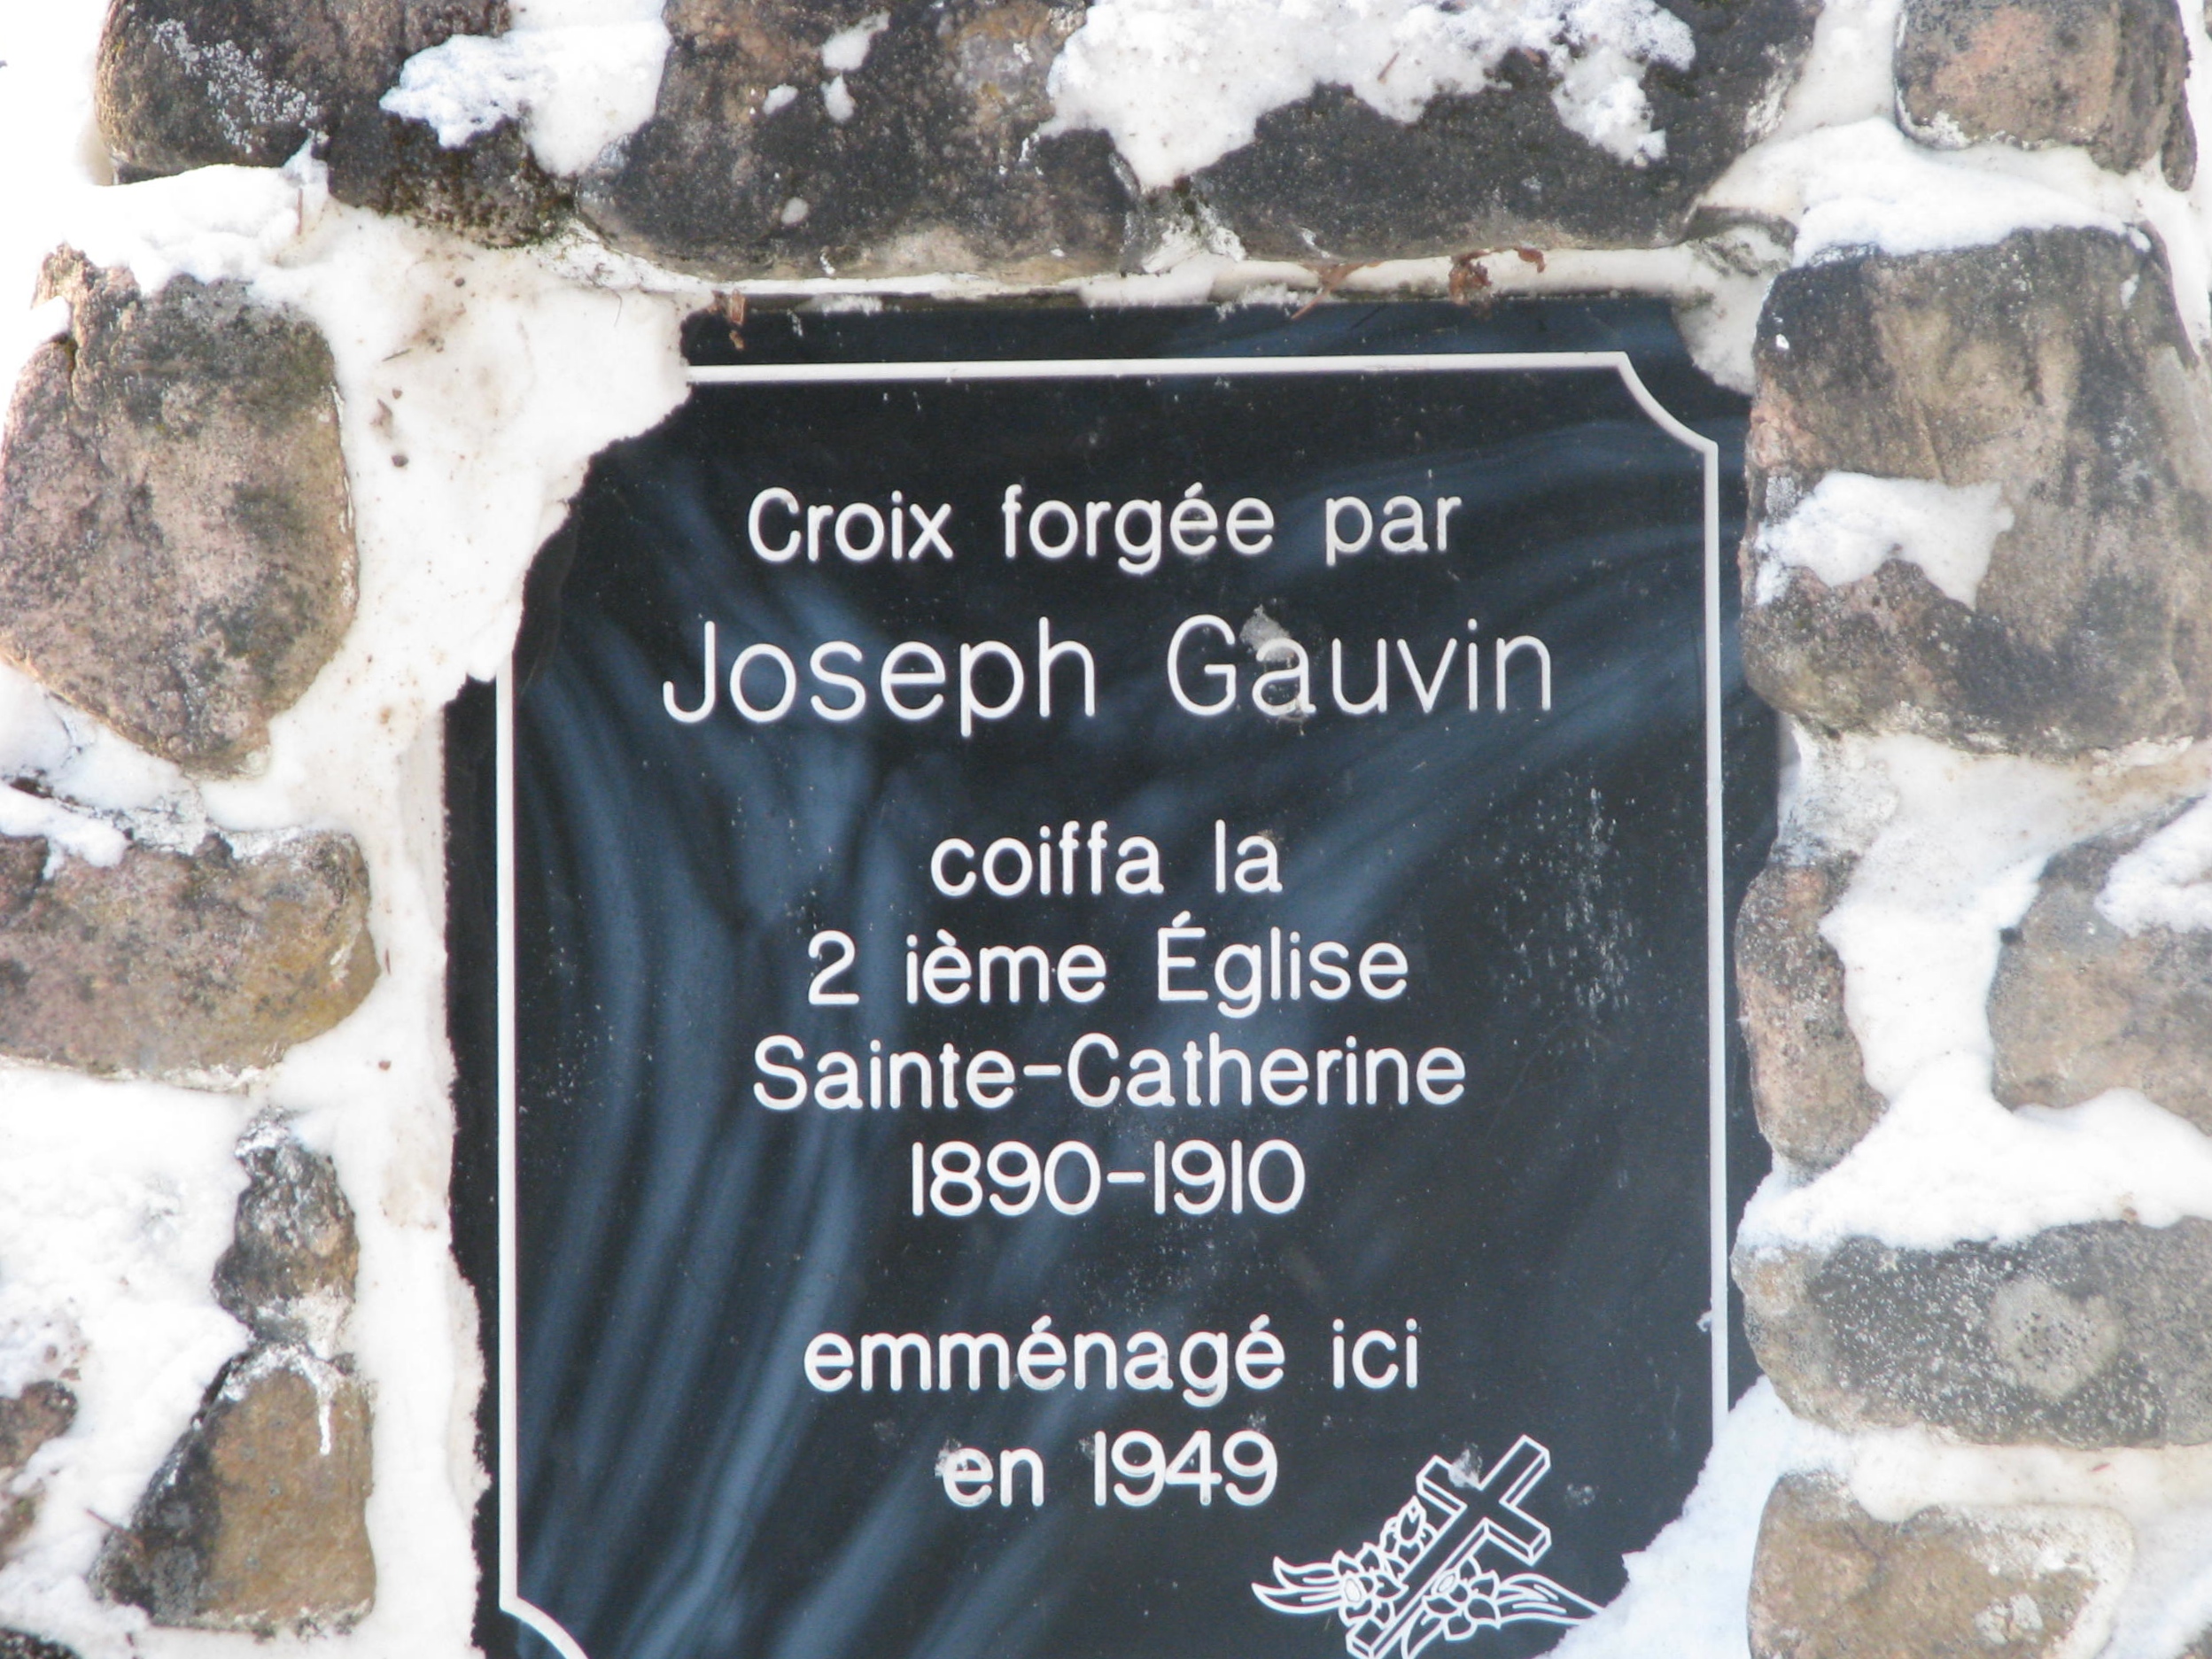 Croix forgée par
Joseph Gauvin
coiffa la
2 ième Église
Sainte-Catherine
1890-1910
emménagé ici
en 1949